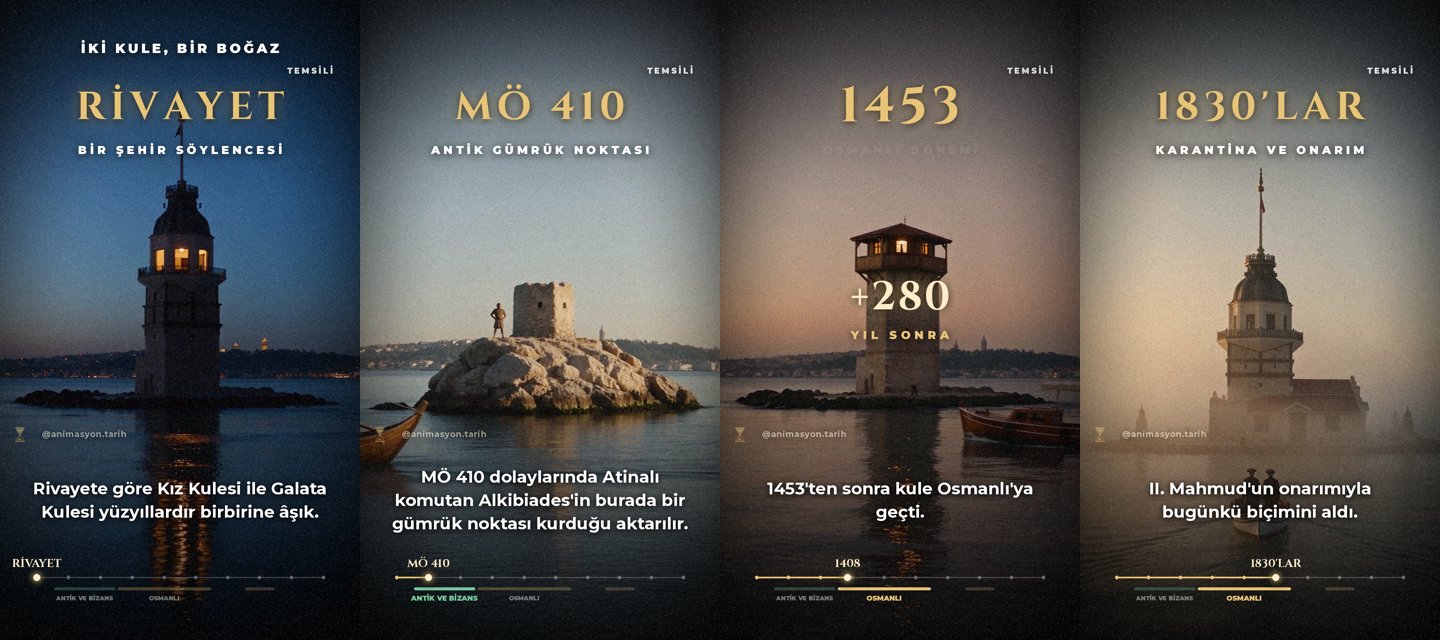 İKİ KULE, BİR BOĞAZ
TEMSİLİ
RİVAYET
BİR ŞEHİR SÖYLENCESİ
@animasyon.tarih
Rivayete göre Kız Kulesi ile Galata
Kulesi yüzyıllardır birbirine âşık.
RİVAYET
ANTİK VE BİZANS
OSMANLI
TEMSİLİ
MÖ 410
ANTİK GÜMRÜK NOKTASI
@animasyon.tarih
MÖ 410 dolaylarında Atinalı
komutan Alkibiades'in burada bir
gümrük noktası kurduğu aktarılır.
MÖ 410
ANTİK VE BİZANS
OSMANLI
TEMSİLİ
1453
+280
YIL SONRA
@animasyon.tarih
1453'ten sonra kule Osmanlı'ya
geçti.
1408
ANTİK VE BİZANS
OSMANLI
TEMSİLİ
1830'LAR
KARANTİNA VE ONARIM
@animasyon.tarih
II. Mahmud'un onarımıyla
bugünkü biçimini aldı.
1830'LAR
ANTİK VE BİZANS
OSMANLI